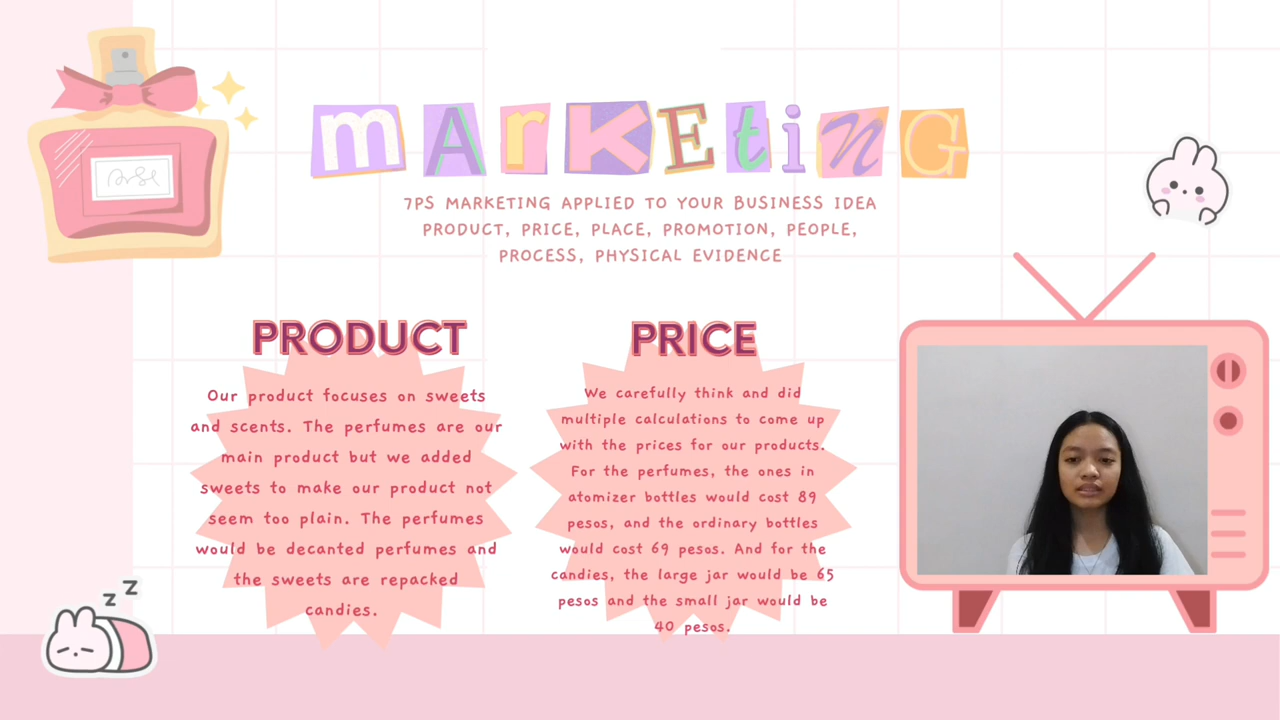 mArKEtinG
7PS MARKETING APPLIED TO YOUR BUSINESS IDEA
PRODUCT, PRICE, PLACE, PROMOTION, PEOPLE,
PROCESS, PHYSICAL EVIDENCE
PRODUCT
Our product focuses on sweets
and scents. The perfumes are our
main product but we added
sweets to make our product not
seem too plain. The perfumes
would be decanted perfumes and
the sweets are repacked
candies.
PRICE
We carefully think and did
multiple calculations to come up
with the prices for our products.
For the perfumes, the ones in
atomizer bottles would cost 89
pesos, and the ordinary bottles
would cost 69 pesos. And for the
candies, the large jar would be 65
pesos and the small jar would be
40 pesos.
z z